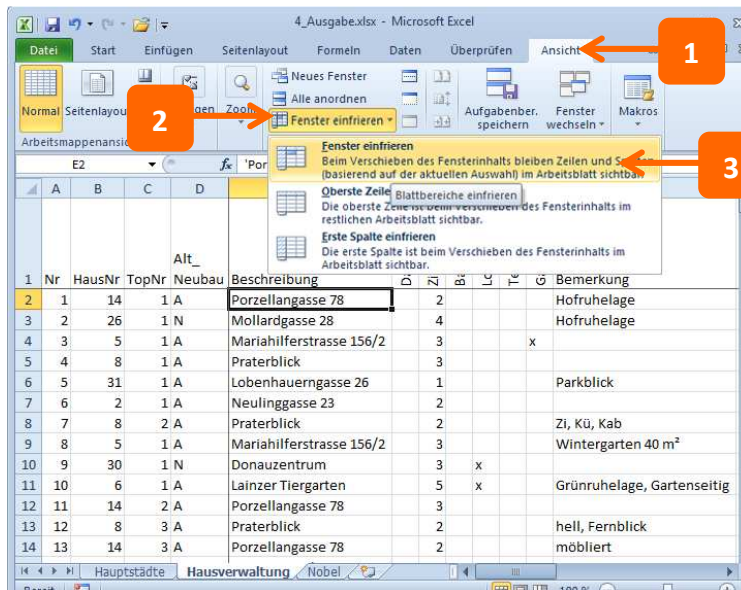 4_Ausgabe.xlsx - Microsoft Excel
Datei Start Einfügen Seitenlayout Formeln Daten Überprüfen Ansicht
1
Normal
Neues Fenster
Alle anordnen
2
Fenster einfrieren
Aufgabenber. speichern
Fenster wechseln
Makros
Fenster einfrieren
Beim Verschieben des Fensterinhalts bleiben Zeilen und
(basierend auf der aktuellen Auswahl) im Arbeitsblatt sichtbar.
3
Oberste Zeile
Blattbereiche einfrieren
Die oberste Zeile ist beim Verschieben des Fensterinhalts im
restlichen Arbeitsblatt sichtbar.
Erste Spalte einfrieren
Die erste Spalte ist beim Verschieben des Fensterinhalts im
Arbeitsblatt sichtbar.
E2 fx 'Por
A B C D
1 Nr HausNr TopNr Alt_ Neubau Beschreibung Bemerkung
2 1 14 1 A Porzellangasse 78 2 Hofruhelage
3 2 26 1 N Mollardgasse 28 4 Hofruhelage
4 3 5 1 A Mariahilferstrasse 156/2 3 x
5 4 8 1 A Praterblick 3
6 5 31 1 A Lobenhauerngasse 26 1 Parkblick
7 6 2 1 A Neulinggasse 23 2
8 7 8 2 A Praterblick 2 Zi, Kü, Kab
9 8 5 1 A Mariahilferstrasse 156/2 3 Wintergarten 40 m²
10 9 30 1 N Donauzentrum 3 x
11 10 6 1 A Lainzer Tiergarten 5 x Grünruhelage, Gartenseitig
12 11 14 2 A Porzellangasse 78 3
13 12 8 3 A Praterblick 2 hell, Fernblick
14 13 14 3 A Porzellangasse 78 2 möbliert
Hauptstädte Hausverwaltung Nobel